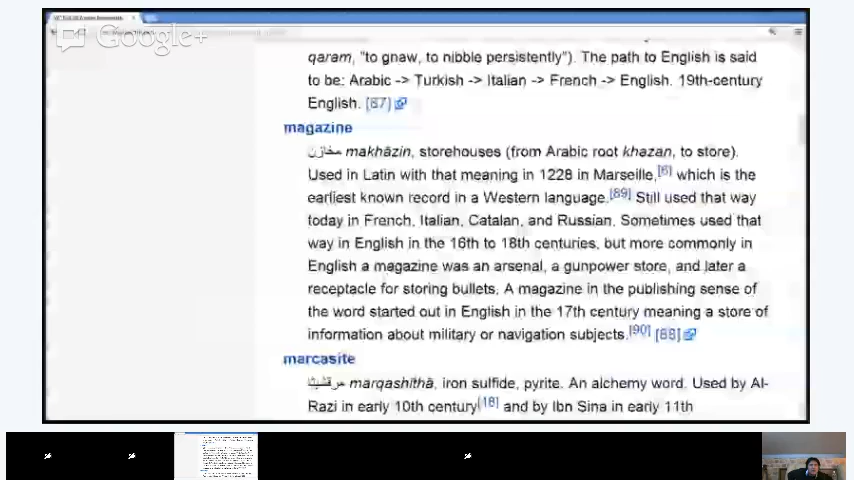 Google+
qaram, "to gnaw, to nibble persistently"). The path to English is said
to be: Arabic -> Turkish -> Italian -> French -> English. 19th-century
English. [87]
magazine
مخازن makhāzin, storehouses (from Arabic root khazan, to store).
Used in Latin with that meaning in 1228 in Marseille,[6] which is the
earliest known record in a Western language.[89] Still used that way
today in French, Italian, Catalan, and Russian. Sometimes used that
way in English in the 16th to 18th centuries, but more commonly in
English a magazine was an arsenal, a gunpower store, and later a
receptacle for storing bullets. A magazine in the publishing sense of
the word started out in English in the 17th century meaning a store of
information about military or navigation subjects.[90] [88]
marcasite
مرقشيثا marqashīthā, iron sulfide, pyrite. An alchemy word. Used by Al-
Razi in early 10th century[18] and by Ibn Sina in early 11th